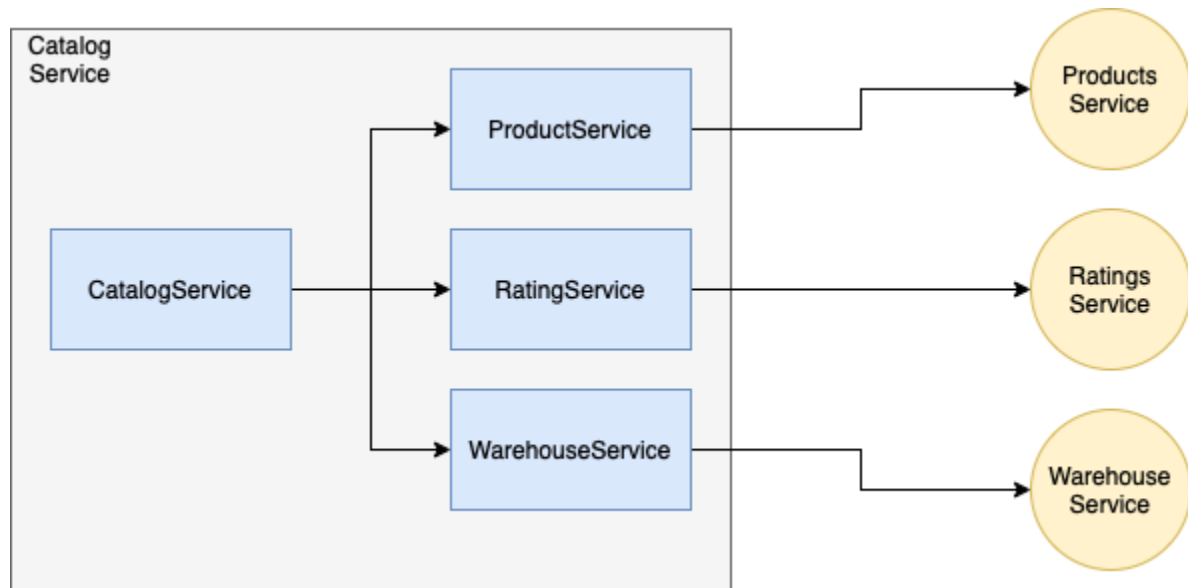 Catalog
Service
ProductService
Products
Service
CatalogService
RatingService
Ratings
Service
WarehouseService
Warehouse
Service